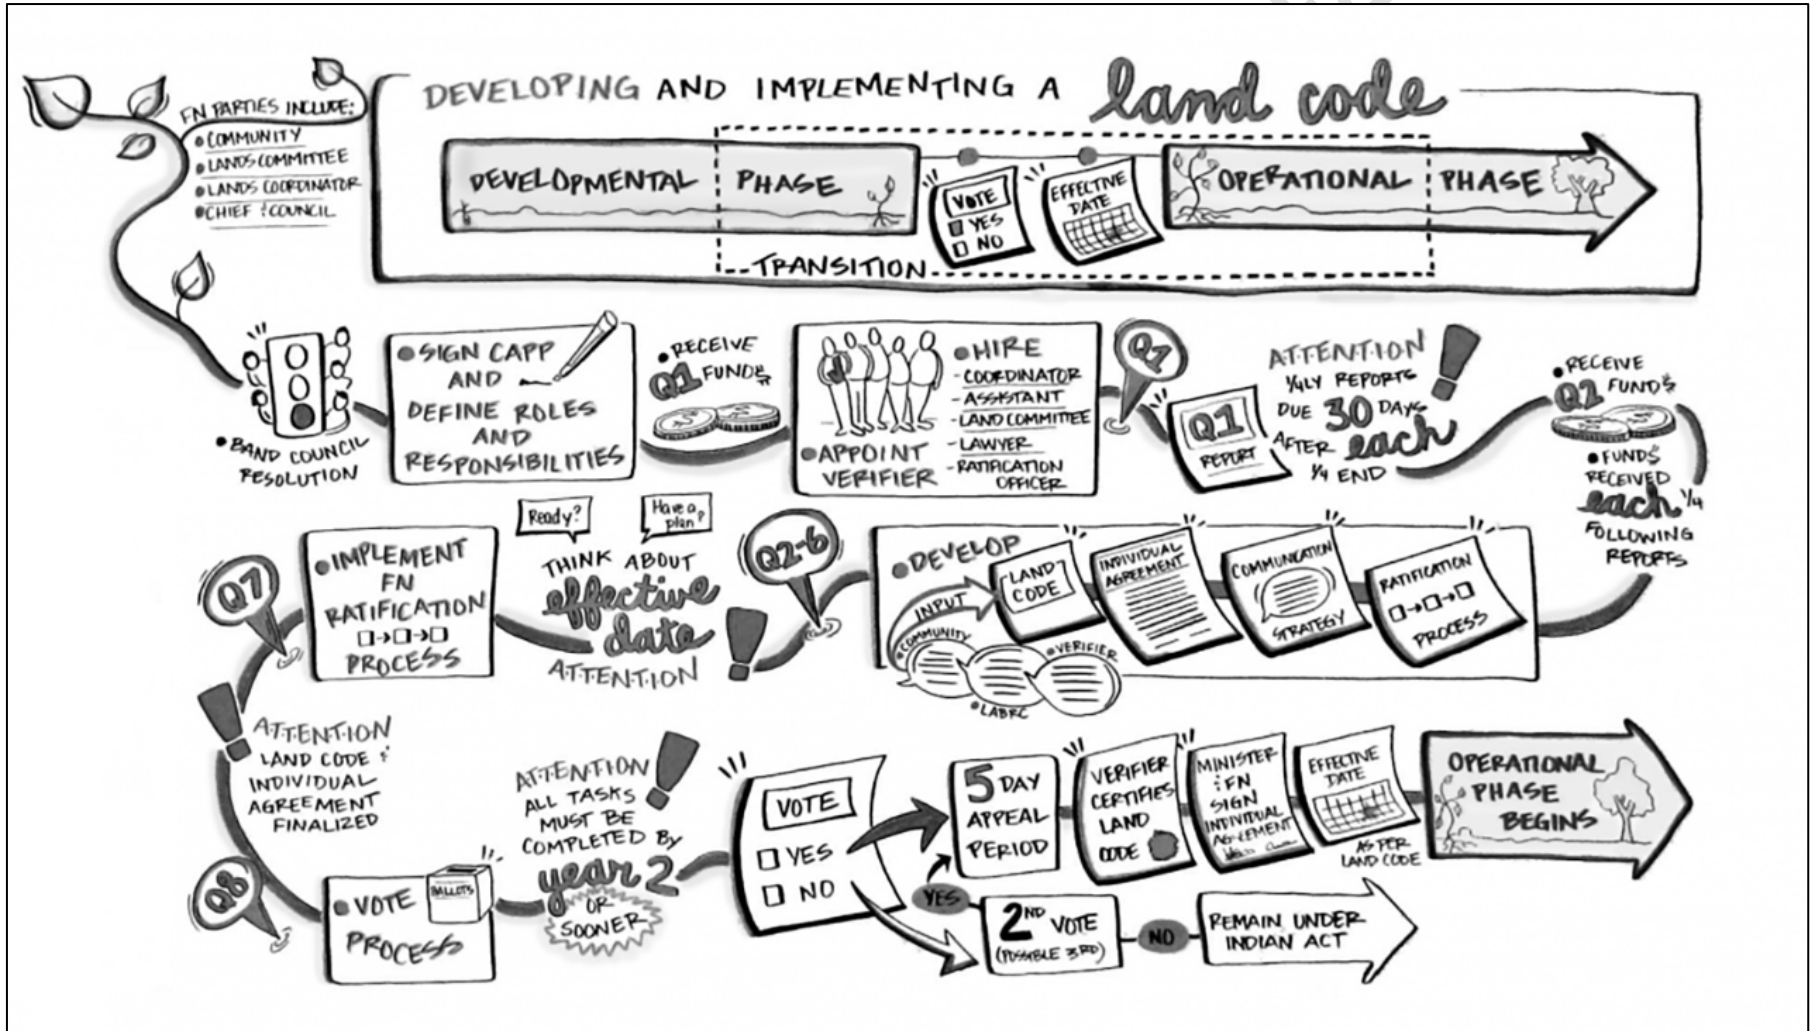 DEVELOPING AND IMPLEMENTING A land code
FN PARTIES INCLUDE:
• COMMUNITY
• LANDS COMMITTEE
• LANDS COORDINATOR
• CHIEF & COUNCIL
DEVELOPMENTAL PHASE
VOTE
YES
NO
EFFECTIVE
DATE
OPERATIONAL PHASE
TRANSITION
• BAND COUNCIL
RESOLUTION
• SIGN CAPP
AND
DEFINE ROLES
AND
RESPONSIBILITIES
• RECEIVE
Q1 FUNDS
• APPOINT
VERIFIER
• HIRE
- COORDINATOR
- ASSISTANT
- LAND COMMITTEE
- LAWYER
- RATIFICATION
OFFICER
Q1
Q1
REPORT
ATTENTION
1/4LY REPORTS
DUE 30 DAYS
AFTER each
1/4 END
• RECEIVE
Q2 FUNDS
• FUNDS
RECEIVED
each 1/4
FOLLOWING
REPORTS
• DEVELOP
INPUT
LAND
CODE
INDIVIDUAL
AGREEMENT
COMMUNICATION
STRATEGY
RATIFICATION
□→□→□
PROCESS
• COMMUNITY
• LABRC
• VERIFIER
Q2-6
Ready?
Have a
plan?
THINK ABOUT
effective
date
ATTENTION
• IMPLEMENT
FN
RATIFICATION
□→□→□
PROCESS
Q7
ATTENTION
LAND CODE &
INDIVIDUAL
AGREEMENT
FINALIZED
Q8
• VOTE
PROCESS
BALLOTS
ATTENTION
ALL TASKS
MUST BE
COMPLETED BY
year 2
OR
SOONER
VOTE
YES
NO
5 DAY
APPEAL
PERIOD
VERIFIER
CERTIFIES
LAND
CODE
MINISTER
& FN
SIGN
INDIVIDUAL
AGREEMENT
EFFECTIVE
DATE
AS PER
LAND CODE
OPERATIONAL
PHASE
BEGINS
YES
2ND VOTE
(POSSIBLE 3RD)
NO
REMAIN UNDER
INDIAN ACT